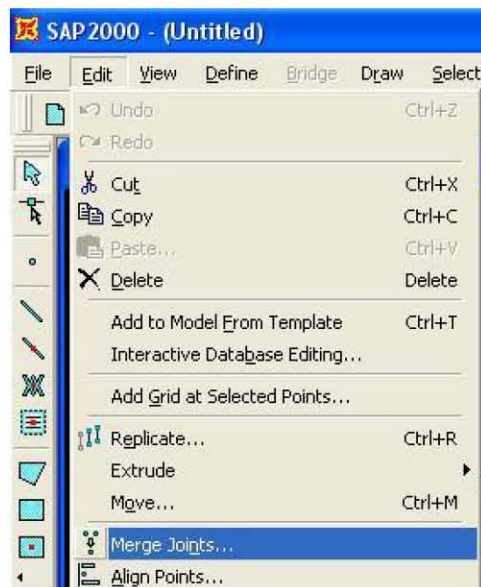 SAP2000 - (Untitled)
File Edit View Define Bridge Draw Select
Undo Ctrl+Z
Redo
Cut Ctrl+X
Copy Ctrl+C
Paste... Ctrl+V
Delete Delete
Add to Model From Template Ctrl+T
Interactive Database Editing...
Add Grid at Selected Points...
Replicate... Ctrl+R
Extrude
Move... Ctrl+M
Merge Joints...
Align Points...